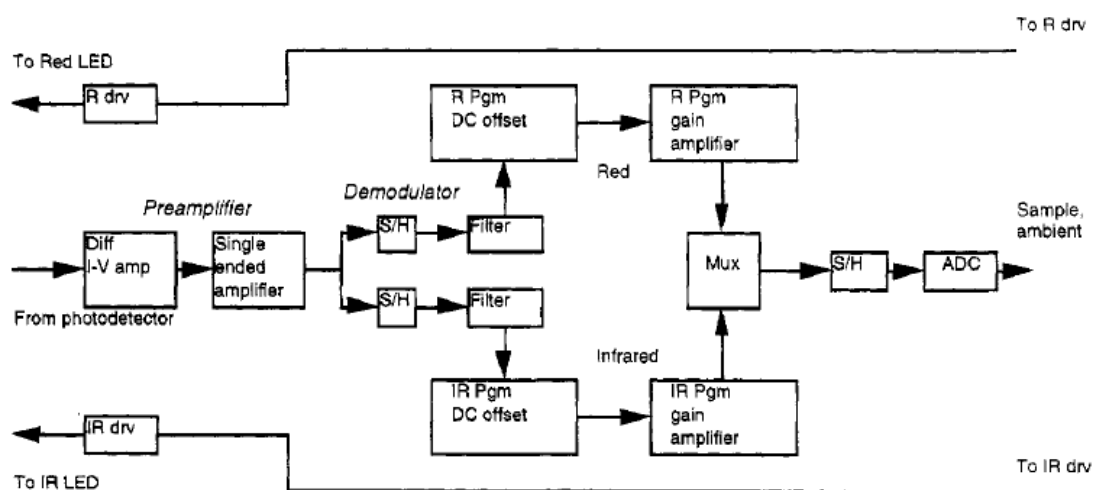 To R drv
To Red LED
R drv
R Pgm
DC offset
R Pgm
gain
amplifier
Red
Preamplifier
Demodulator
Diff
I-V amp
Single
ended
amplifier
S/H
Filter
S/H
Filter
Mux
S/H
ADC
Sample,
ambient
From photodetector
Infrared
IR Pgm
DC offset
IR Pgm
gain
amplifier
IR drv
To IR LED
To IR drv